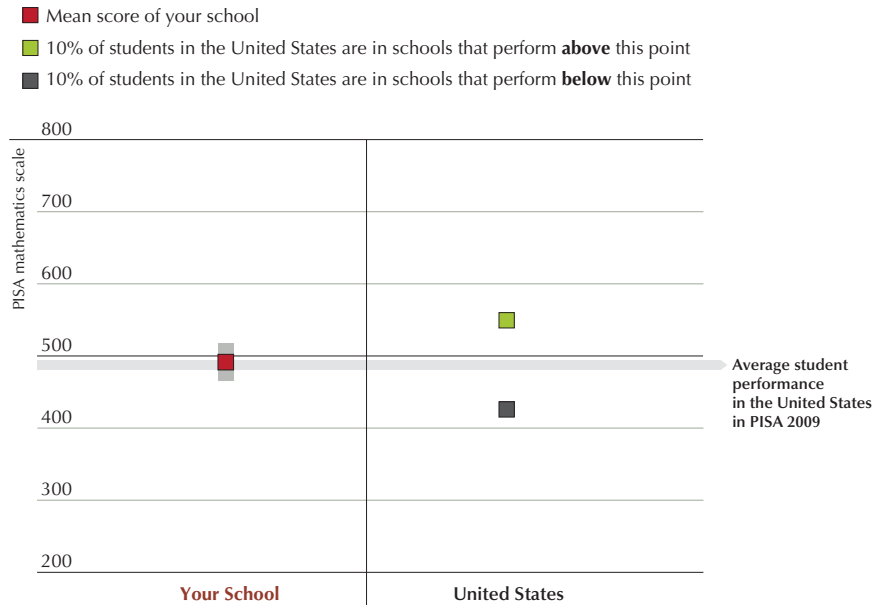 Mean score of your school
10% of students in the United States are in schools that perform above this point
10% of students in the United States are in schools that perform below this point
PISA mathematics scale
800
700
600
500
400
300
200
Average student
performance
in the United States
in PISA 2009
Your School
United States